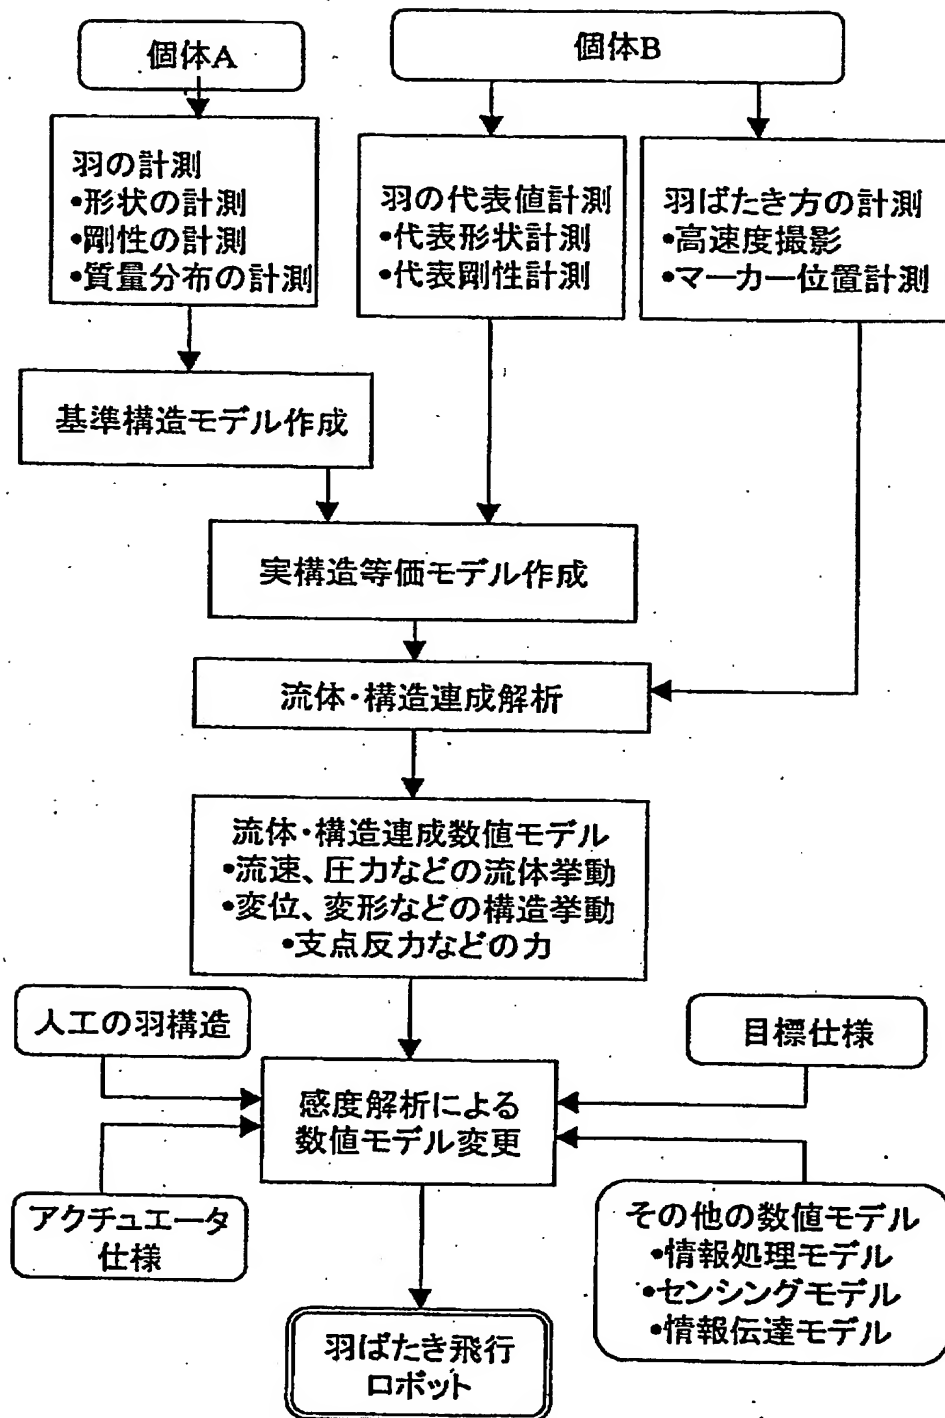 個体A
個体B
羽の計測
•形状の計測
•剛性の計測
•質量分布の計測
羽の代表値計測
•代表形状計測
•代表剛性計測
羽ばたき方の計測
•高速度撮影
•マーカー位置計測
基準構造モデル作成
実構造等価モデル作成
流体・構造連成解析
流体・構造連成数値モデル
•流速、圧力などの流体挙動
•変位、変形などの構造挙動
•支点反力などの力
人工の羽構造
目標仕様
感度解析による
数値モデル変更
アクチュエータ
仕様
その他の数値モデル
•情報処理モデル
•センシングモデル
•情報伝達モデル
羽ばたき飛行
ロボット